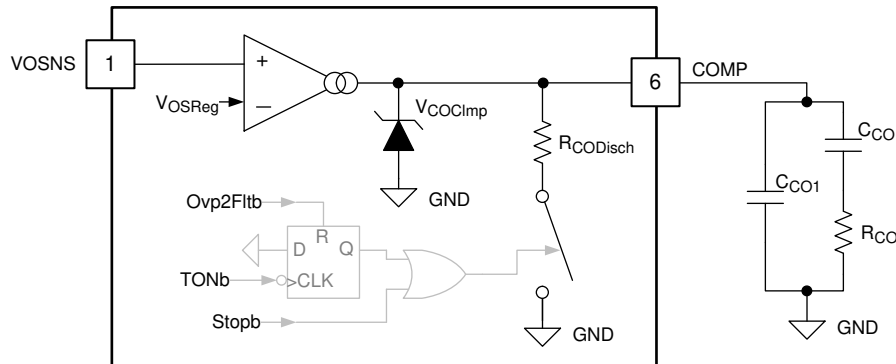 VOSNS
1
+
VOSReg
—
VCOClmp
GND
RCODisch
6
COMP
CCO
CCO1
RCO
GND
Ovp2Fltb
R
D
Q
TONb
>CLK
Stopb
GND